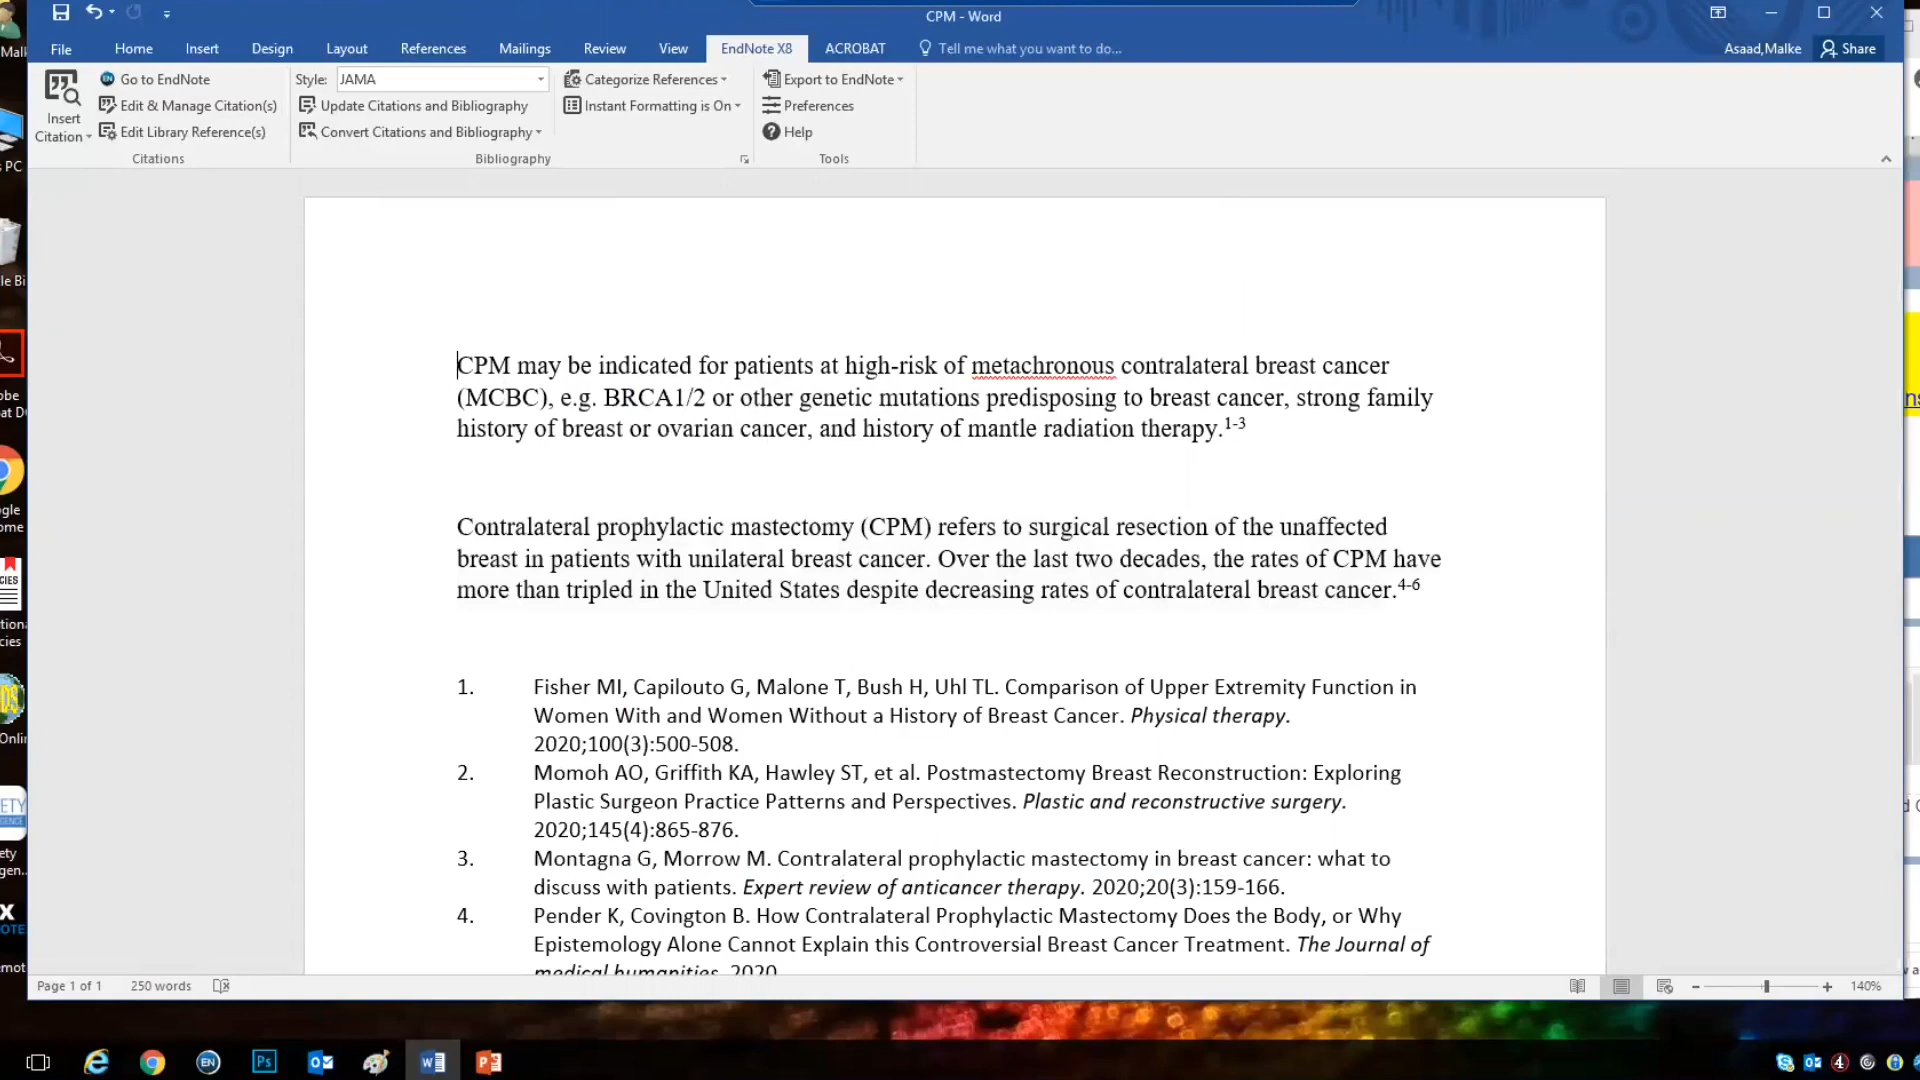 CPM - Word
File Home Insert Design Layout References Mailings Review View EndNote X8 ACROBAT Tell me what you want to do... Asaad,Malke Share
Insert Citation
Go to EndNote
Edit & Manage Citation(s)
Edit Library Reference(s)
Citations
Style: JAMA
Update Citations and Bibliography
Convert Citations and Bibliography
Bibliography
Categorize References
Instant Formatting is On
Export to EndNote
Preferences
Help
Tools
CPM may be indicated for patients at high-risk of metachronous contralateral breast cancer
(MCBC), e.g. BRCA1/2 or other genetic mutations predisposing to breast cancer, strong family
history of breast or ovarian cancer, and history of mantle radiation therapy.1-3
Contralateral prophylactic mastectomy (CPM) refers to surgical resection of the unaffected
breast in patients with unilateral breast cancer. Over the last two decades, the rates of CPM have
more than tripled in the United States despite decreasing rates of contralateral breast cancer.4-6
1. Fisher MI, Capilouto G, Malone T, Bush H, Uhl TL. Comparison of Upper Extremity Function in
Women With and Women Without a History of Breast Cancer. Physical therapy.
2020;100(3):500-508.
2. Momoh AO, Griffith KA, Hawley ST, et al. Postmastectomy Breast Reconstruction: Exploring
Plastic Surgeon Practice Patterns and Perspectives. Plastic and reconstructive surgery.
2020;145(4):865-876.
3. Montagna G, Morrow M. Contralateral prophylactic mastectomy in breast cancer: what to
discuss with patients. Expert review of anticancer therapy. 2020;20(3):159-166.
4. Pender K, Covington B. How Contralateral Prophylactic Mastectomy Does the Body, or Why
Epistemology Alone Cannot Explain this Controversial Breast Cancer Treatment. The Journal of
medical humanities. 2020
Page 1 of 1 250 words 140%
PC
EN Ps